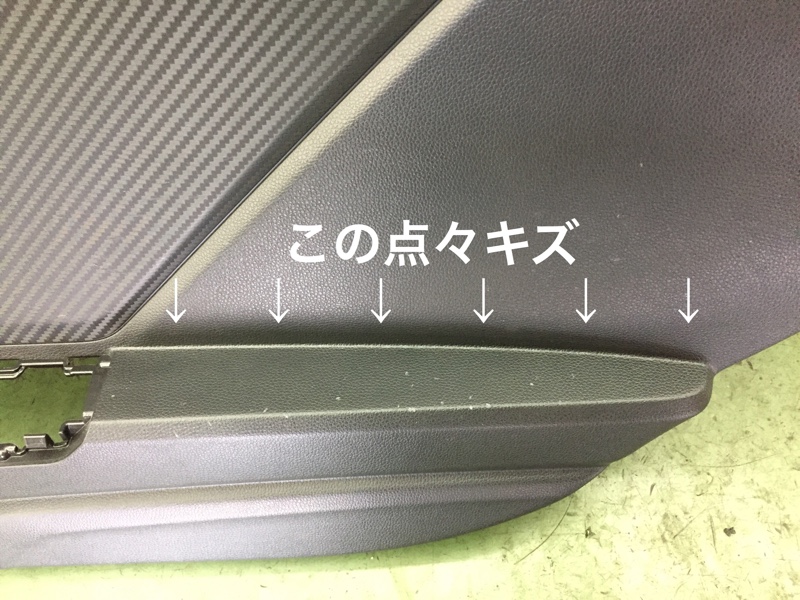 この点々キズ
↓ ↓ ↓ ↓ ↓ ↓